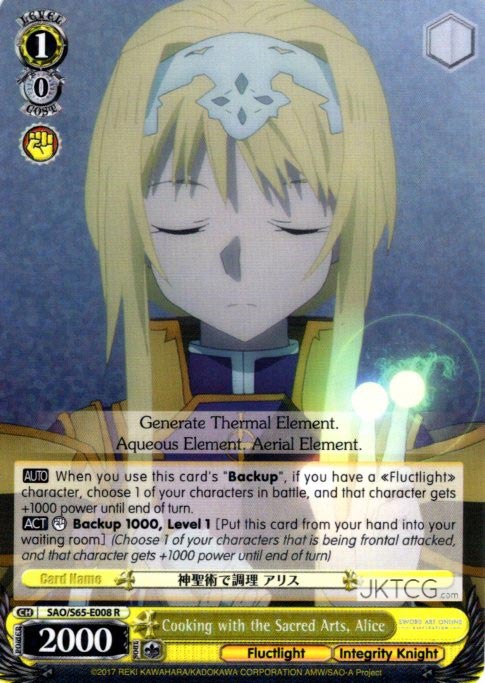 LEVEL
1
0
COST
Generate Thermal Element.
Aqueous Element. Aerial Element.
AUTO When you use this card's "Backup", if you have a «Fluctlight»
character, choose 1 of your characters in battle, and that character gets
+1000 power until end of turn.
ACT Backup 1000, Level 1 [Put this card from your hand into your
waiting room] (Choose 1 of your characters that is being frontal attacked,
and that character gets +1000 power until end of turn)
Card Name 神聖術で調理 アリス
JKTCG.com
CH SAO/S65-E008 R
POWER 2000 SOUL Cooking with the Sacred Arts, Alice SWORD ART ONLINE
Fluctlight Integrity Knight
©2017 REKI KAWAHARA/KADOKAWA CORPORATION AMW/SAO-A Project